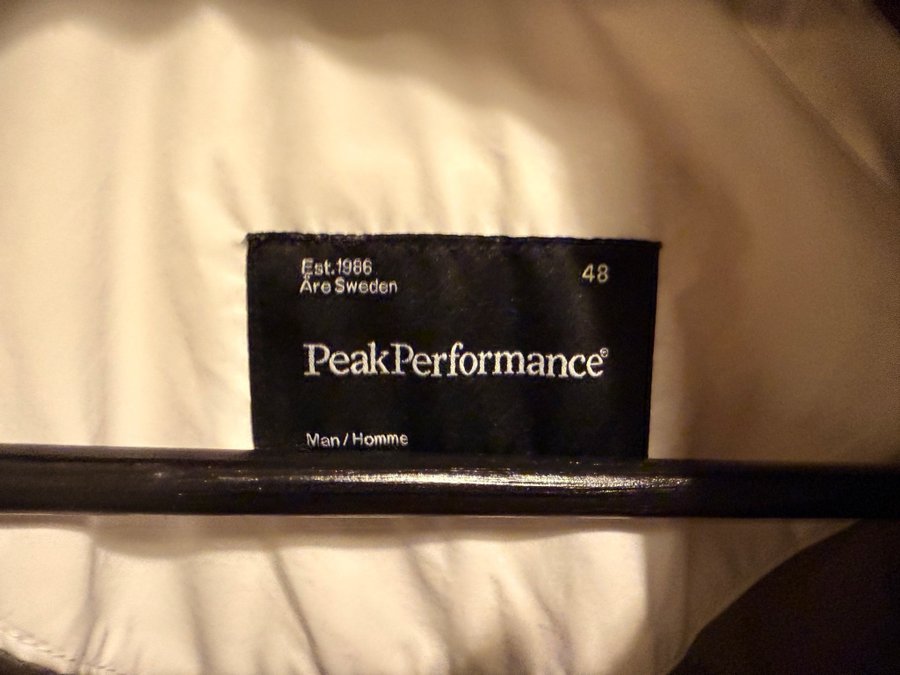 Est.1986
Åre Sweden
48
PeakPerformance®
Man / Homme